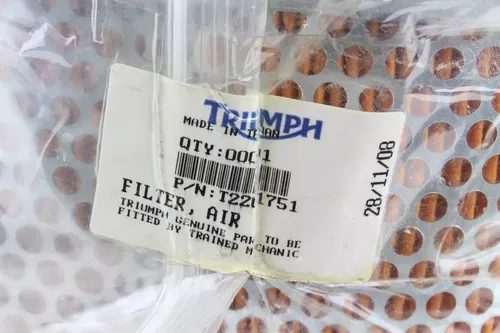 TRIUMPH
MADE IN TAIWAN
QTY:0001
P/N:T2201751
FILTER, AIR
TRIUMPH GENUINE PART TO BE
FITTED BY TRAINED MECHANIC
28/11/08